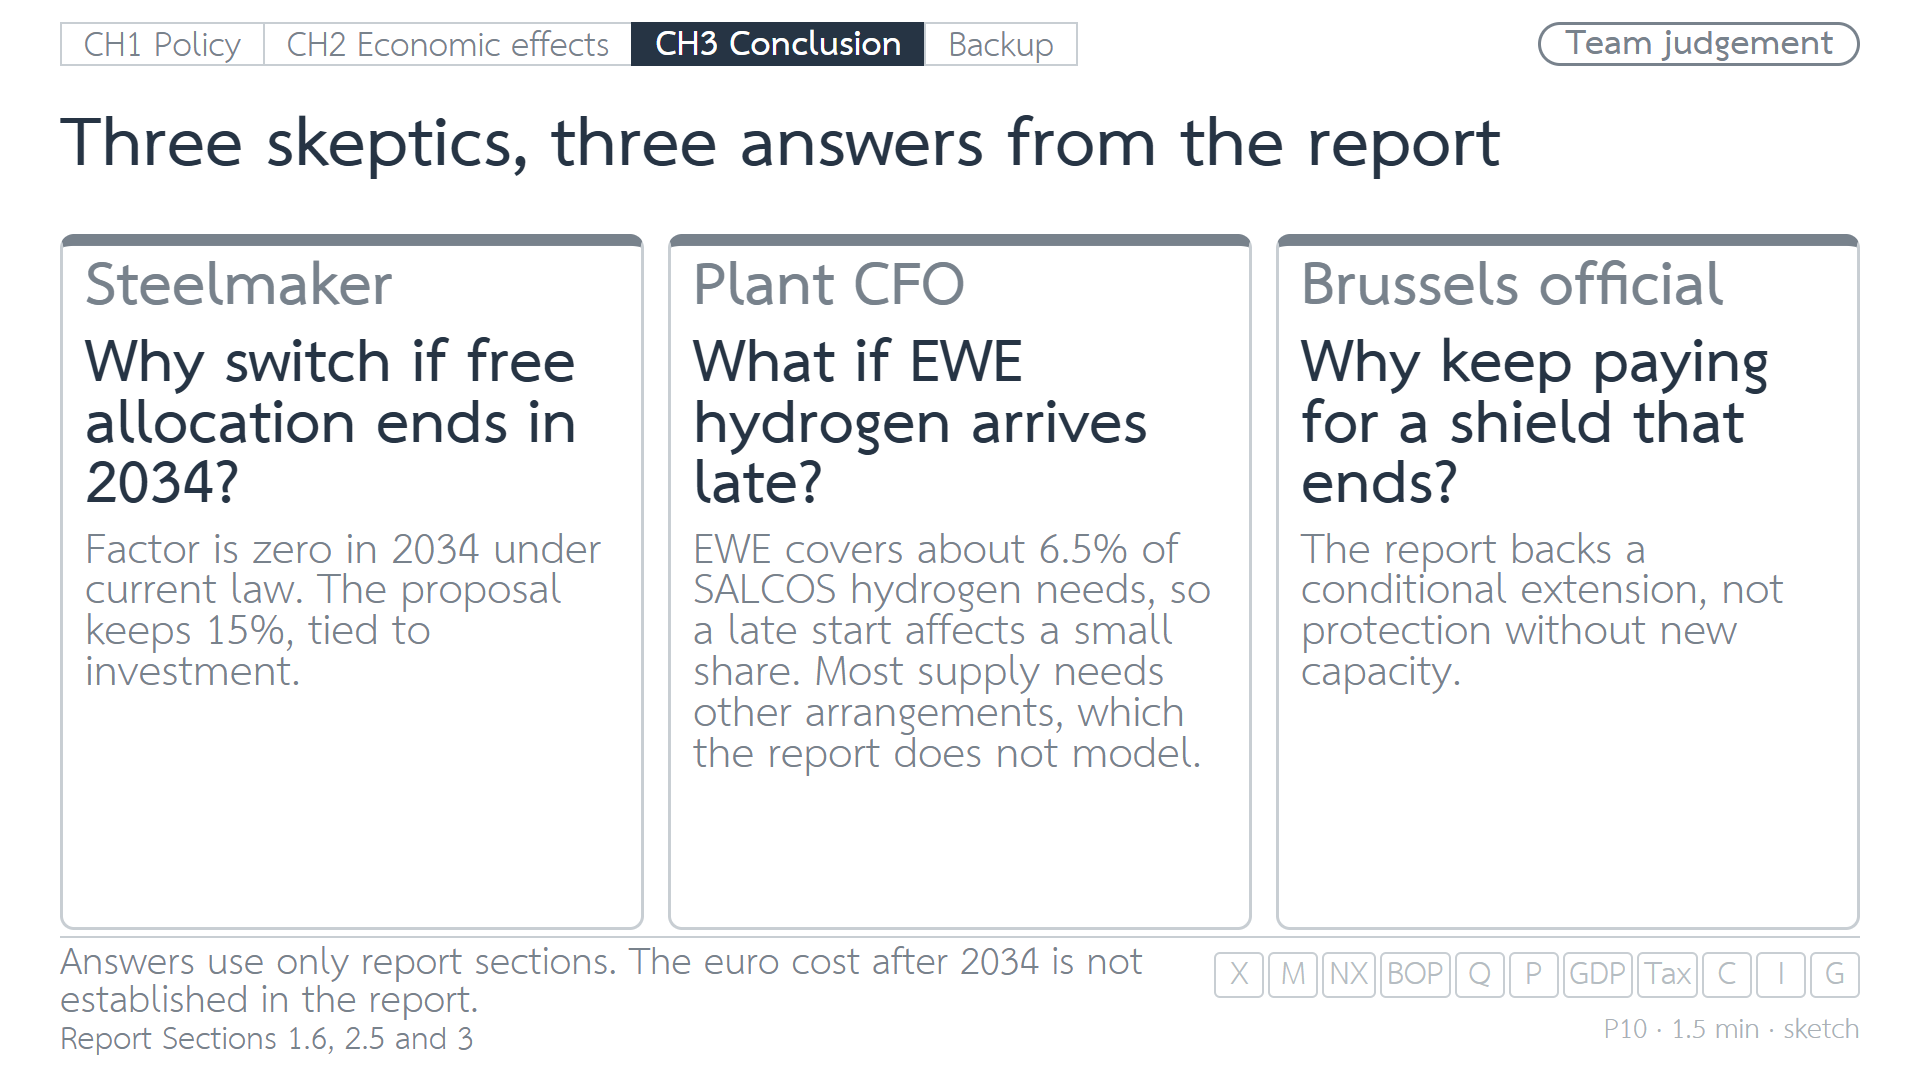 CH1 Policy CH2 Economic effects CH3 Conclusion Backup Team judgement
Three skeptics, three answers from the report
Steelmaker
Why switch if free
allocation ends in
2034?
Factor is zero in 2034 under
current law. The proposal
keeps 15%, tied to
investment.
Plant CFO
What if EWE
hydrogen arrives
late?
EWE covers about 6.5% of
SALCOS hydrogen needs, so
a late start affects a small
share. Most supply needs
other arrangements, which
the report does not model.
Brussels official
Why keep paying
for a shield that
ends?
The report backs a
conditional extension, not
protection without new
capacity.
Answers use only report sections. The euro cost after 2034 is not
established in the report.
Report Sections 1.6, 2.5 and 3
X M NX BOP Q P GDP Tax C I G
P10 · 1.5 min · sketch